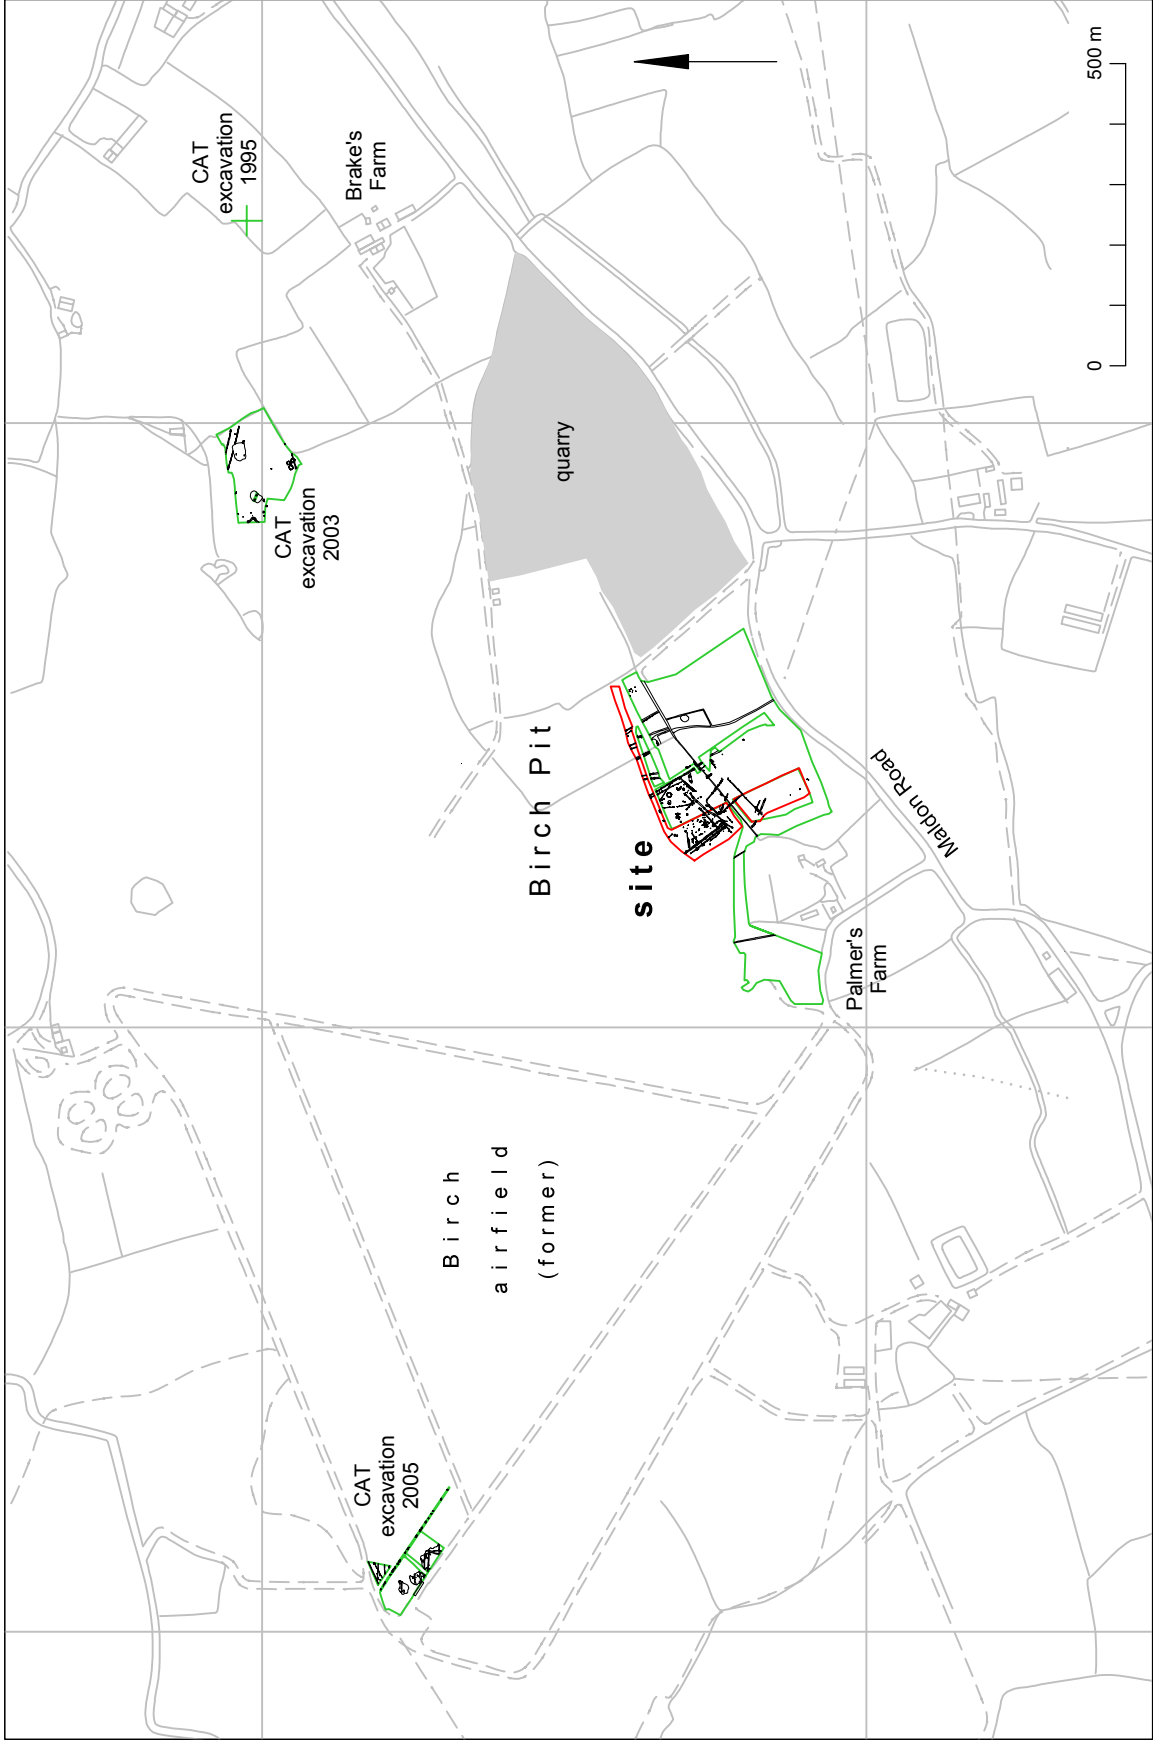 CAT
excavation
2005
Birch
airfield
(former)
CAT
excavation
2003
CAT
excavation
1995
Brake's
Farm
quarry
Birch Pit
site
Palmer's
Farm
Maldon Road
0
500 m